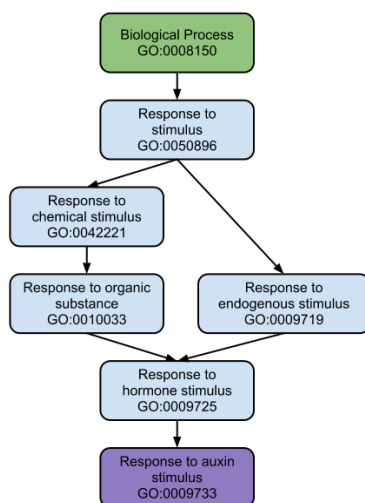 Biological Process
GO:0008150
Response to
stimulus
GO:0050896
Response to
chemical stimulus
GO:0042221
Response to organic
substance
GO:0010033
Response to
endogenous stimulus
GO:0009719
Response to
hormone stimulus
GO:0009725
Response to auxin
stimulus
GO:0009733